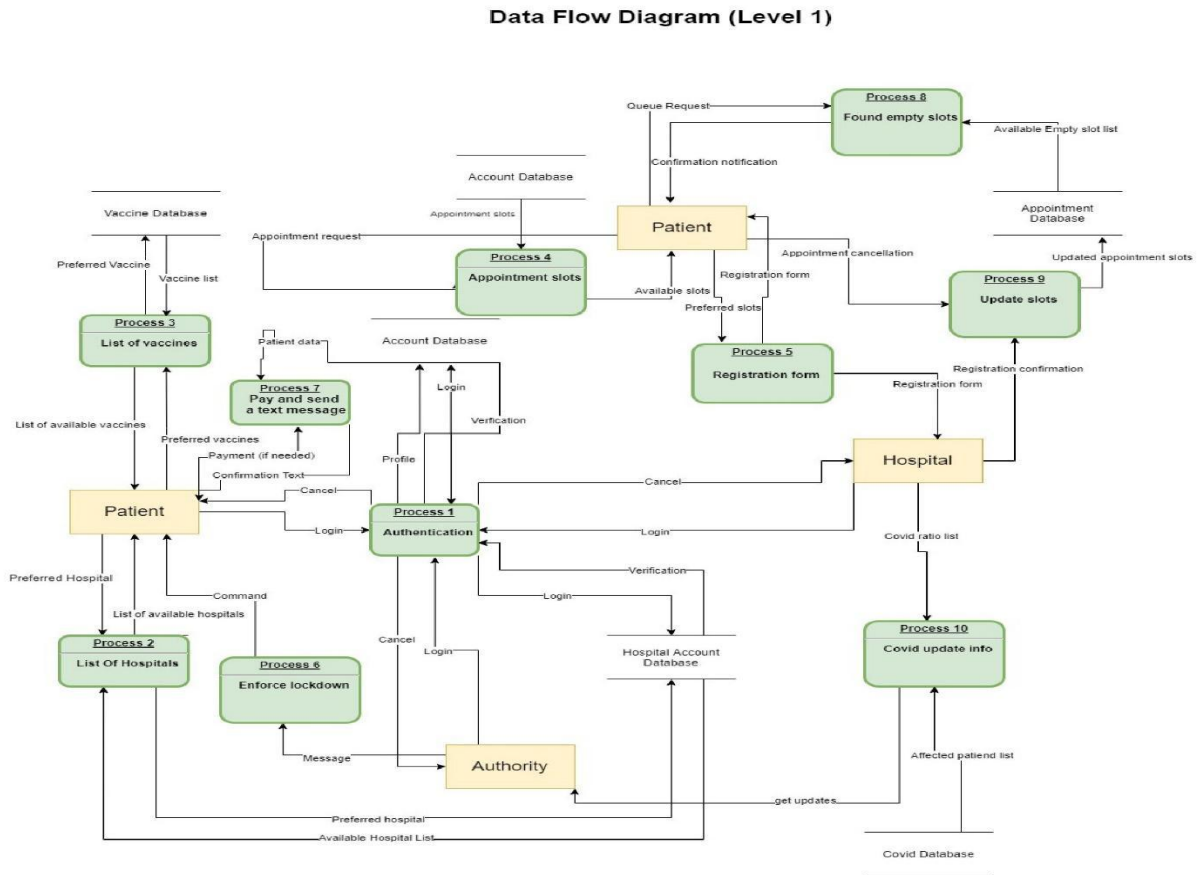 Data Flow Diagram (Level 1)
Queue Request
Process 8
Found empty slots
Available Empty slot list
Confirmation notification
Account Database
Vaccine Database
Appointment slots
Patient
Appointment
Database
Appointment request
Preferred Vaccine
Vaccine list
Process 4
Appointment slots
Available slots
Registration form
Preferred slots
Appointment cancellation
Updated appointment slots
Process 9
Update slots
Process 3
List of vaccines
Patient data
Account Database
Login
Process 5
Registration form
Registration form
Registration confirmation
Process 7
Pay and send
a text message
Verfication
List of available vaccines
Preferred vaccines
Payment (if needed)
Confirmation Text
Profile
Hospital
Cancel
Cancel
Patient
Process 1
Authentication
Login
Login
Covid ratio list
Preferred Hospital
List of available hospitals
Command
Verification
Login
Process 2
List Of Hospitals
Process 6
Enforce lockdown
Cancel
Login
Hospital Account
Database
Process 10
Covid update info
Message
Authority
Affected patiend list
get updates
Preferred hospital
Available Hospital List
Covid Database